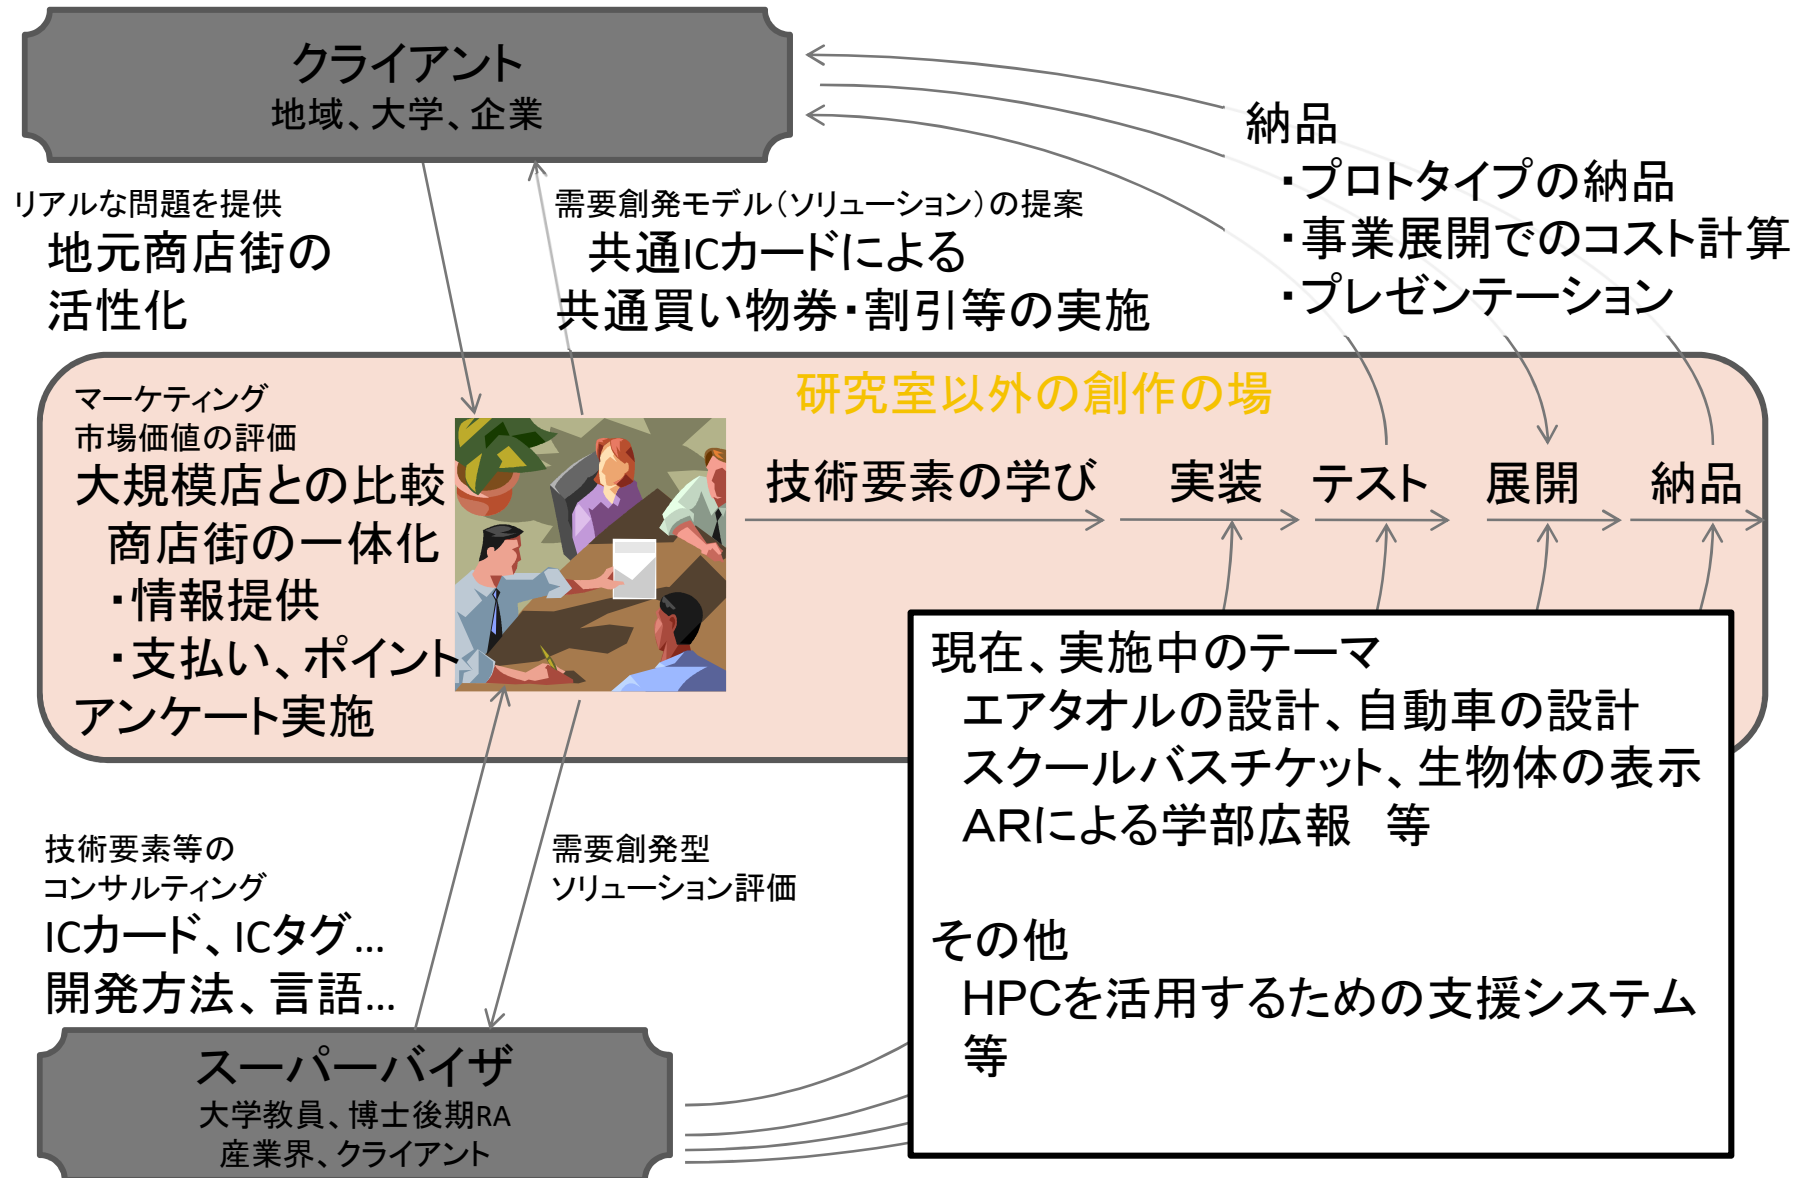 クライアント
地域、大学、企業
納品
・プロトタイプの納品
・事業展開でのコスト計算
・プレゼンテーション
リアルな問題を提供
地元商店街の
活性化
需要創発モデル（ソリューション）の提案
共通ICカードによる
共通買い物券・割引等の実施
研究室以外の創作の場
マーケティング
市場価値の評価
大規模店との比較
商店街の一体化
・情報提供
・支払い、ポイント
アンケート実施
技術要素の学び
実装
テスト
展開
納品
現在、実施中のテーマ
エアタオルの設計、自動車の設計
スクールバスチケット、生物体の表示
ARによる学部広報　等
その他
HPCを活用するための支援システム
等
技術要素等の
コンサルティング
ICカード、ICタグ…
開発方法、言語…
需要創発型
ソリューション評価
スーパーバイザ
大学教員、博士後期RA
産業界、クライアント